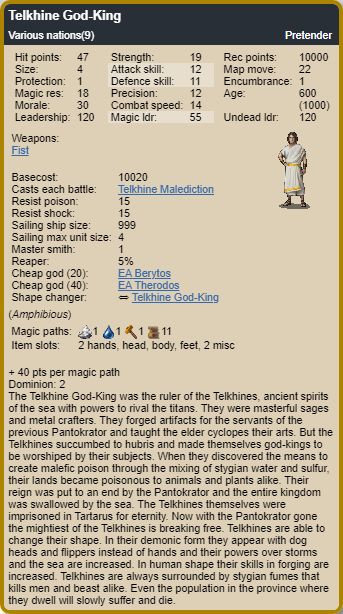 Telkhine God-King
Various nations(9) Pretender
Hit points: 47 Strength: 19 Rec points: 10000
Size: 4 Attack skill: 12 Map move: 22
Protection: 1 Defence skill: 11 Encumbrance: 1
Magic res: 18 Precision: 12 Age: 600
Morale: 30 Combat speed: 14 (1000)
Leadership: 120 Magic ldr: 55 Undead ldr: 120
Weapons:
Fist
Basecost: 10020
Casts each battle: Telkhine Malediction
Resist poison: 15
Resist shock: 15
Sailing ship size: 999
Sailing max unit size: 4
Master smith: 1
Reaper: 5%
Cheap god (20): EA Berytos
Cheap god (40): EA Therodos
Shape changer: ⇔ Telkhine God-King
(Amphibious)
Magic paths: 1 1 1 11
Item slots: 2 hands, head, body, feet, 2 misc
+ 40 pts per magic path
Dominion: 2
The Telkhine God-King was the ruler of the Telkhines, ancient spirits
of the sea with powers to rival the titans. They were masterful sages
and metal crafters. They forged artifacts for the servants of the
previous Pantokrator and taught the elder cyclopes their arts. But the
Telkhines succumbed to hubris and made themselves god-kings to
be worshiped by their subjects. When they discovered the means to
create malefic poison through the mixing of stygian water and sulfur,
their lands became poisonous to animals and plants alike. Their
reign was put to an end by the Pantokrator and the entire kingdom
was swallowed by the sea. The Telkhines themselves were
imprisoned in Tartarus for eternity. Now with the Pantokrator gone
the mightiest of the Telkhines is breaking free. Telkhines are able to
change their shape. In their demonic form they appear with dog
heads and flippers instead of hands and their powers over storms
and the sea are increased. In human shape their skills in forging are
increased. Telkhines are always surrounded by stygian fumes that
kills men and beast alike. Even the population in the province where
they dwell will slowly suffer and die.